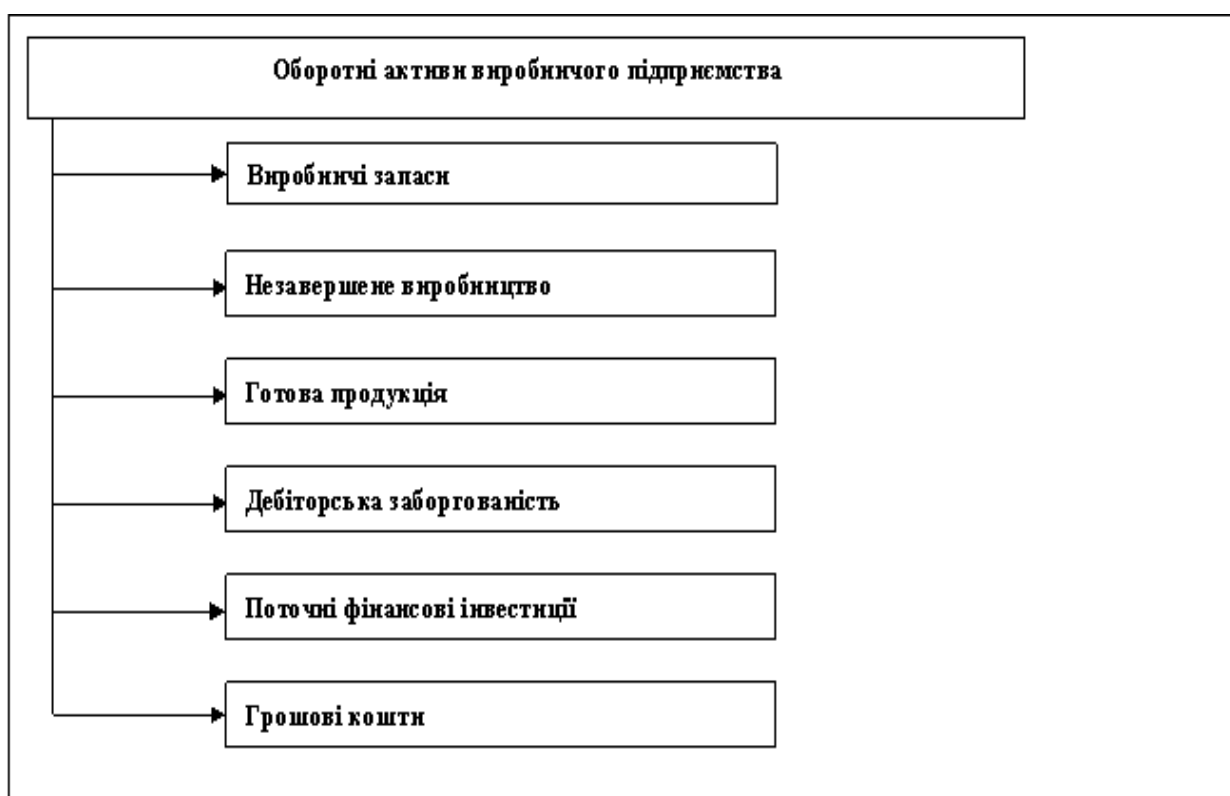 Оборотні активи виробничого підприємства
Виробничі запаси
Незавершене виробництво
Готова продукція
Дебіторська заборгованість
Поточні фінансові інвестиції
Грошові кошти